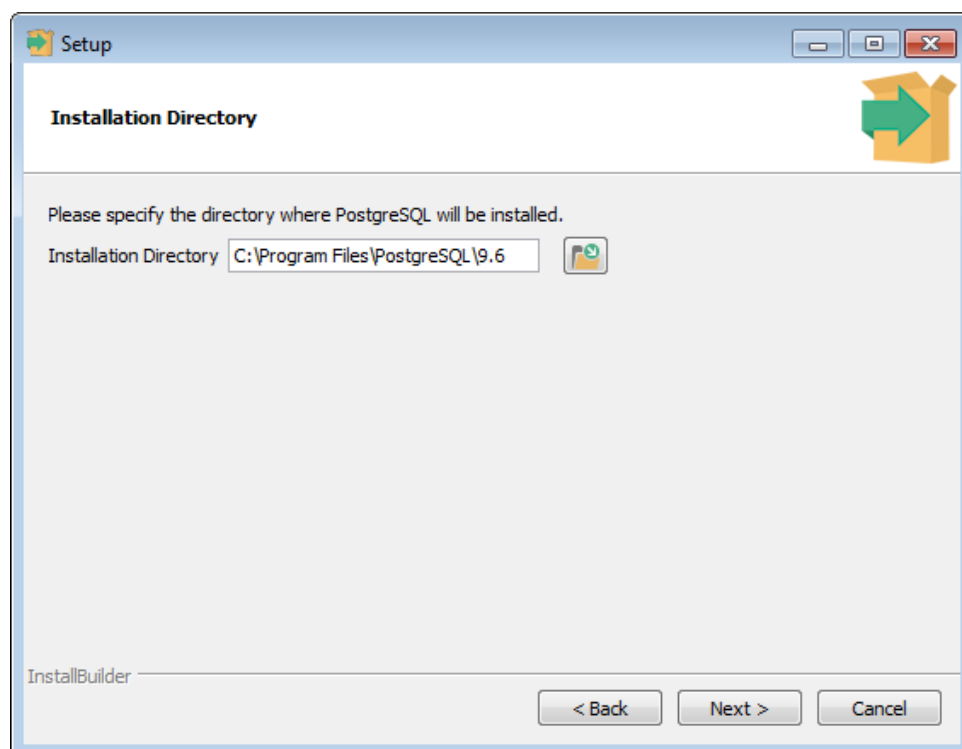 Setup
Installation Directory
Please specify the directory where PostgreSQL will be installed.
Installation Directory C:\Program Files\PostgreSQL\9.6
InstallBuilder
< Back Next > Cancel